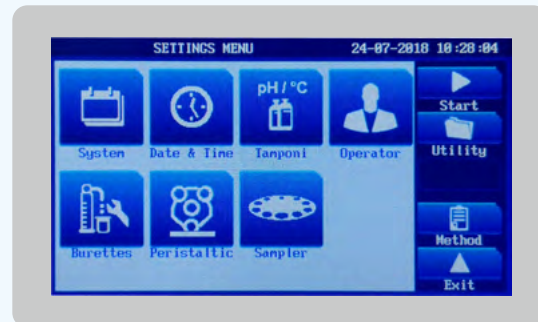 SETTINGS MENU 24-07-2018 10:28:04
pH / °C
System Date & Time Tamponi Operator
Burettes Peristaltic Sampler
Start
Utility
Method
Exit